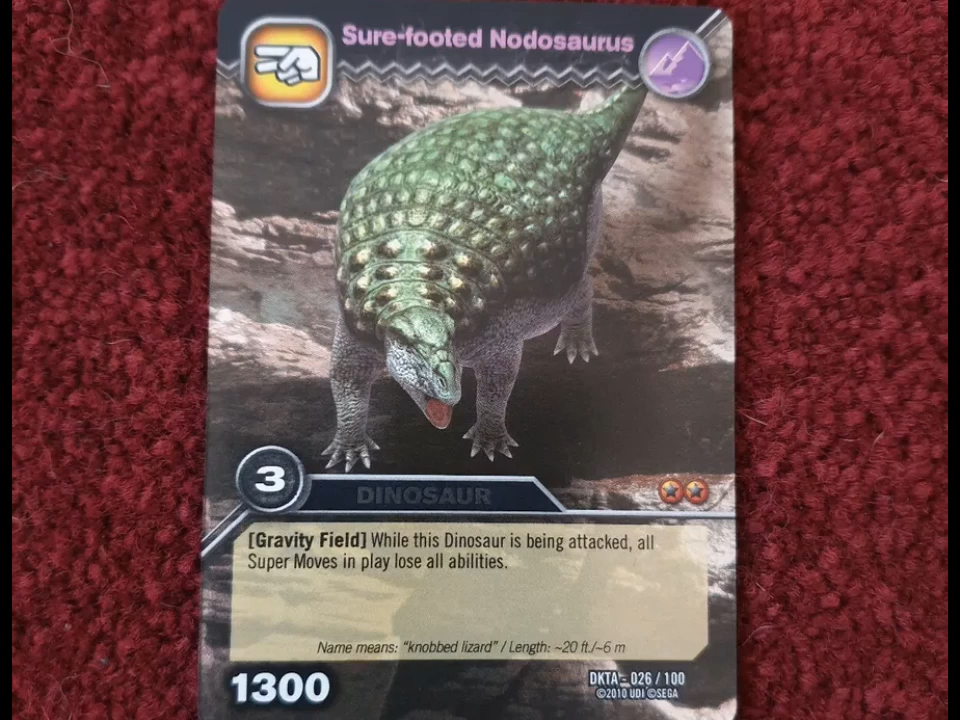 Sure-footed Nodosaurus
3
DINOSAUR
[Gravity Field] While this Dinosaur is being attacked, all
Super Moves in play lose all abilities.
Name means: “knobbed lizard” / Length: ~20 ft./~6 m
1300
DKTA - 026 / 100
©2010 UDI ©SEGA